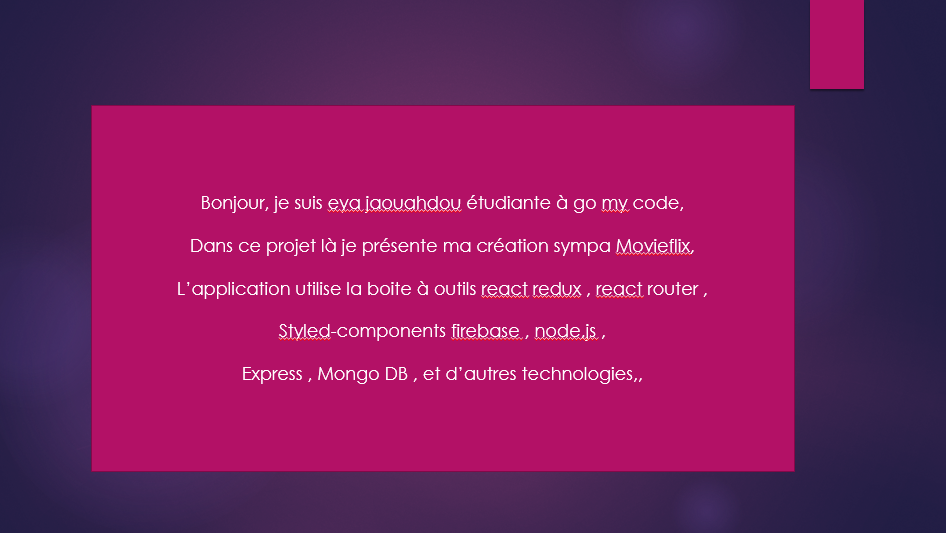 Bonjour, je suis eya jaouahdou étudiante à go my code,
Dans ce projet là je présente ma création sympa Movieflix,
L’application utilise la boite à outils react redux , react router ,
Styled-components firebase , node.js ,
Express , Mongo DB , et d’autres technologies,,